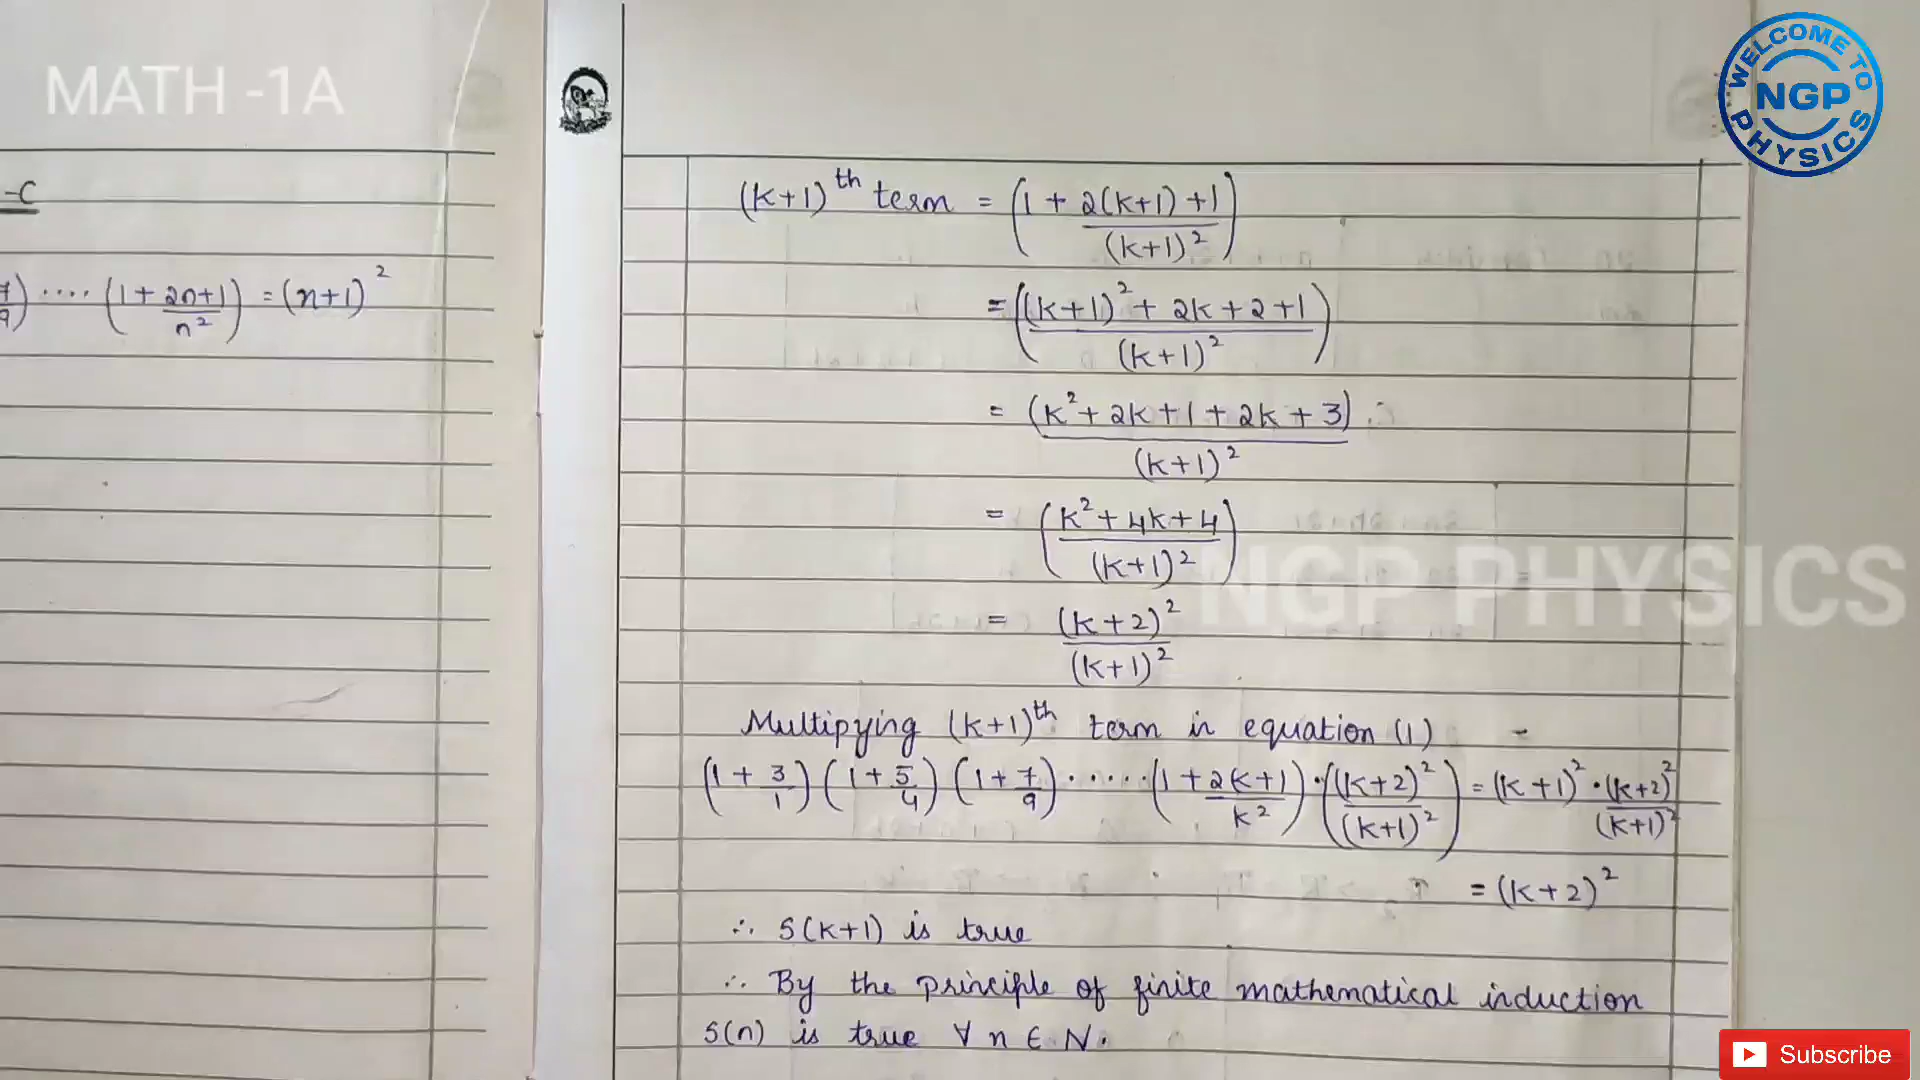 MATH -1A
WELCOME TO
NGP
PHYSICS
-C
7/9) .... (1 + 2n+1/n²) = (n+1)²
(k+1)th term = (1 + 2(k+1)+1/(k+1)²)
= ((k+1)² + 2k+2+1/(k+1)²)
= (k² + 2k + 1 + 2k + 3)/(k+1)²
= (k² + 4k + 4/(k+1)²)
= (k+2)²/(k+1)²
Multipying (k+1)th term in equation (1)
(1 + 3/1) (1 + 5/4) (1 + 7/9) ...... (1 + 2k+1/k²) . ((k+2)²/(k+1)²) = (k+1)² . (k+2)²/(k+1)²
= (k+2)²
∴ S(k+1) is true
∴ By the principle of finite mathematical induction
S(n) is true ∀ n ∈ N.
NGP PHYSICS
Subscribe